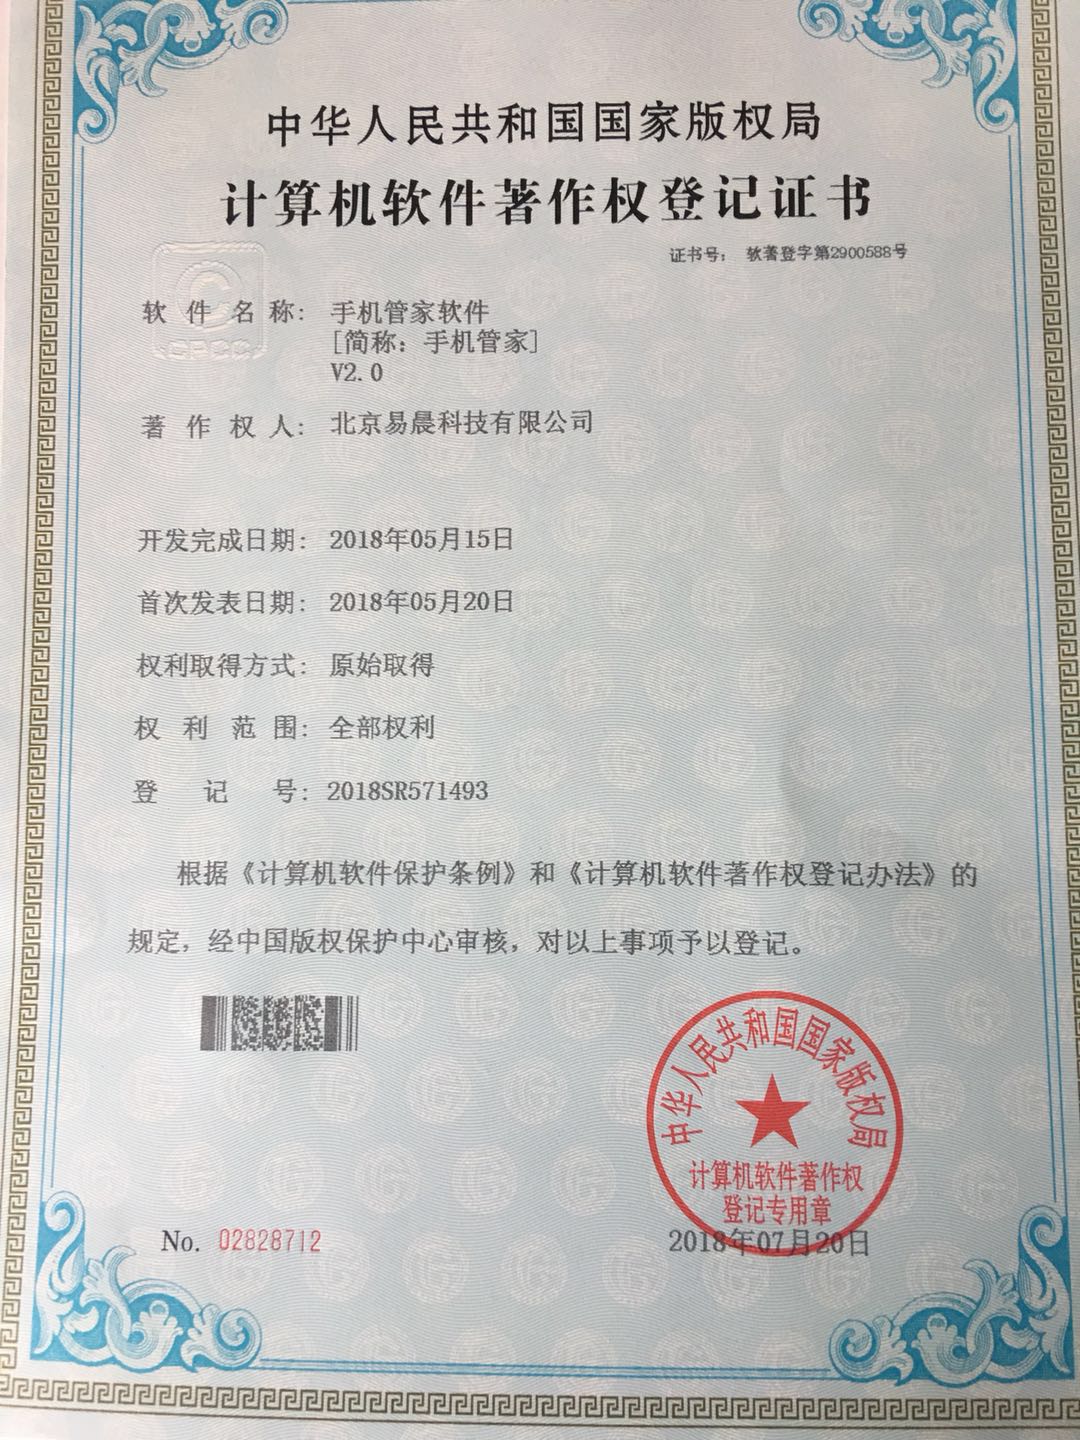 中华人民共和国国家版权局
计算机软件著作权登记证书
证书号： 软著登字第2900588号
软件名称： 手机管家软件
[简称：手机管家]
V2.0
CPCC
著作权人： 北京易晨科技有限公司
开发完成日期： 2018年05月15日
首次发表日期： 2018年05月20日
权利取得方式： 原始取得
权利范围： 全部权利
登记号： 2018SR571493
根据《计算机软件保护条例》和《计算机软件著作权登记办法》的
规定，经中国版权保护中心审核，对以上事项予以登记。
中华人民共和国国家版权局
计算机软件著作权
登记专用章
No. 02828712
2018年07月20日